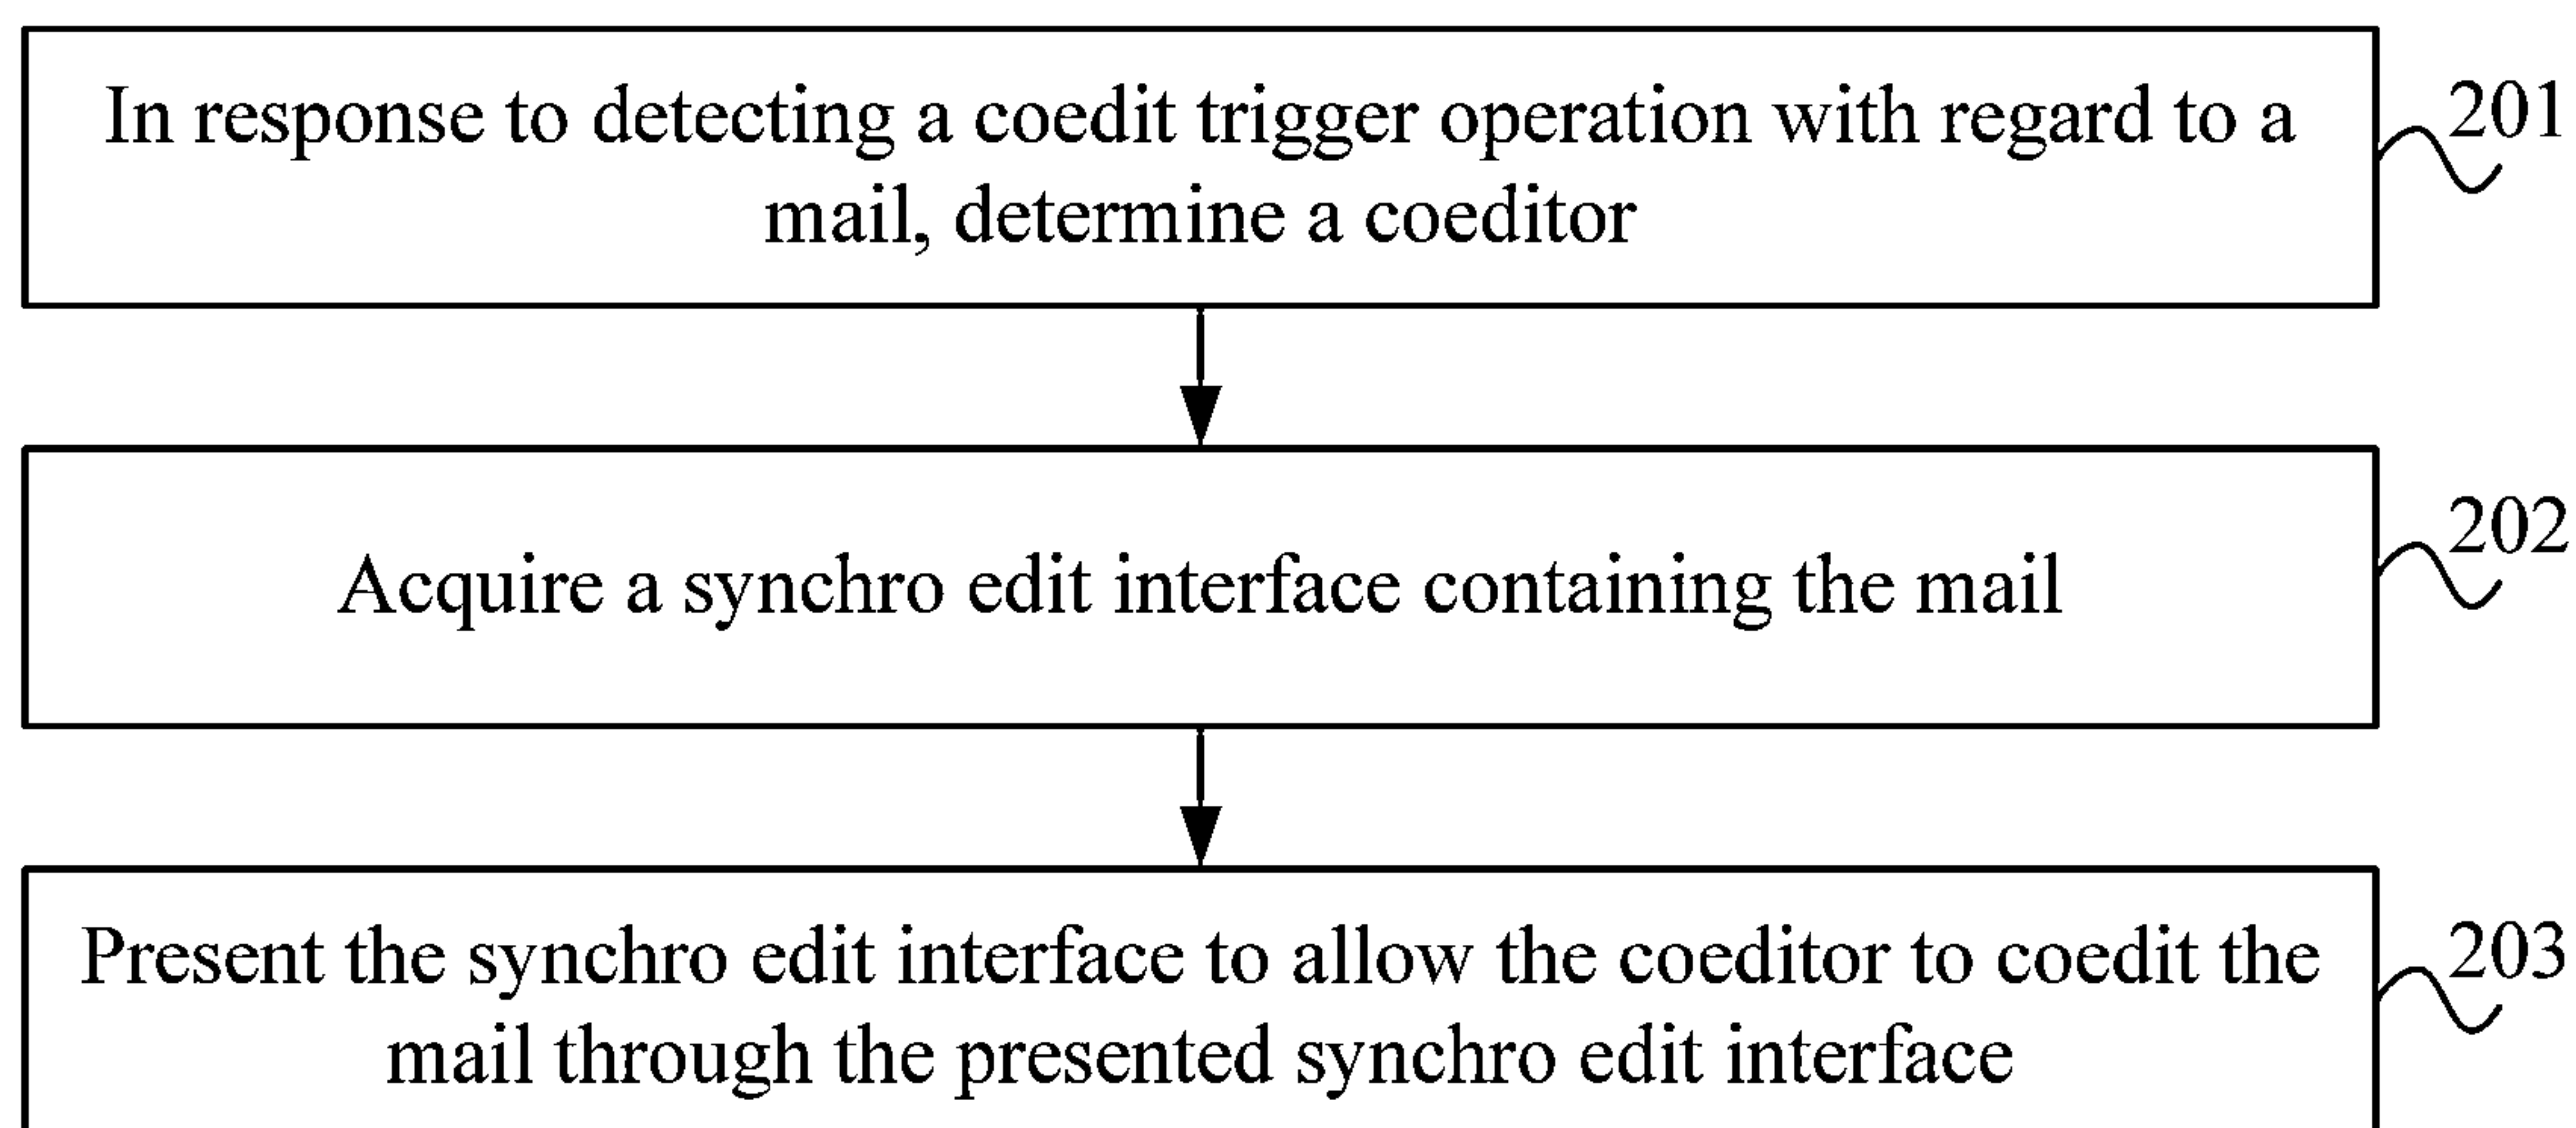 In response to detecting a coedit trigger operation with regard to a
mail, determine a coeditor
201
Acquire a synchro edit interface containing the mail
202
Present the synchro edit interface to allow the coeditor to coedit the
mail through the presented synchro edit interface
203